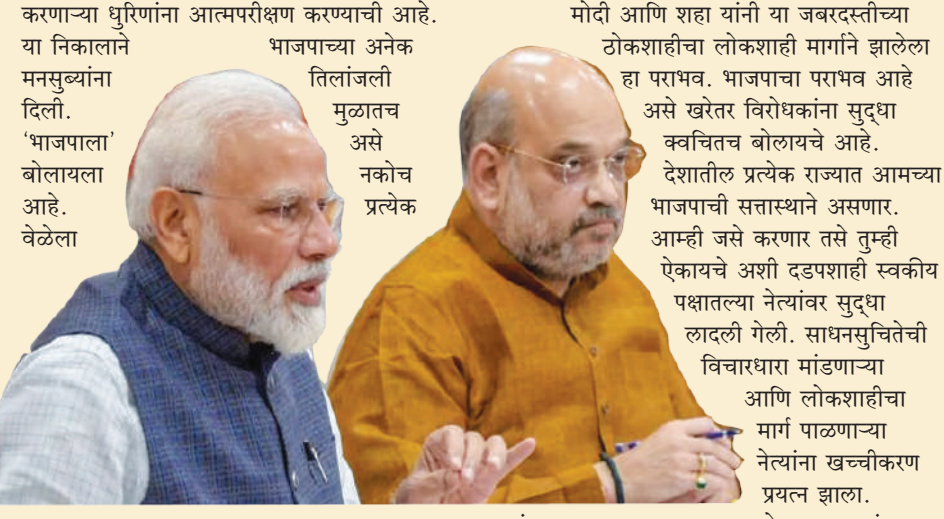 करणाऱ्या धुरिणांना आत्मपरीक्षण करण्याची आहे.
या निकालाने भाजपाच्या अनेक
मनसुब्यांना तिलांजली
दिली. मुळातच
‘भाजपाला’ असे
बोलायला नकोच
आहे. प्रत्येक
वेळेला
मोदी आणि शहा यांनी या जबरदस्तीच्या
ठोकशाहीचा लोकशाही मार्गाने झालेला
हा पराभव. भाजपाचा पराभव आहे
असे खरेतर विरोधकांना सुद्धा
क्वचितच बोलायचे आहे.
देशातील प्रत्येक राज्यात आमच्या
भाजपाची सत्तास्थाने असणार.
आम्ही जसे करणार तसे तुम्ही
ऐकायचे अशी दडपशाही स्वकीय
पक्षातल्या नेत्यांवर सुद्धा
लादली गेली. साधनसुचितेची
विचारधारा मांडणाऱ्या
आणि लोकशाहीचा
मार्ग पाळणाऱ्या
नेत्यांना खच्चीकरण
प्रयत्न झाला.